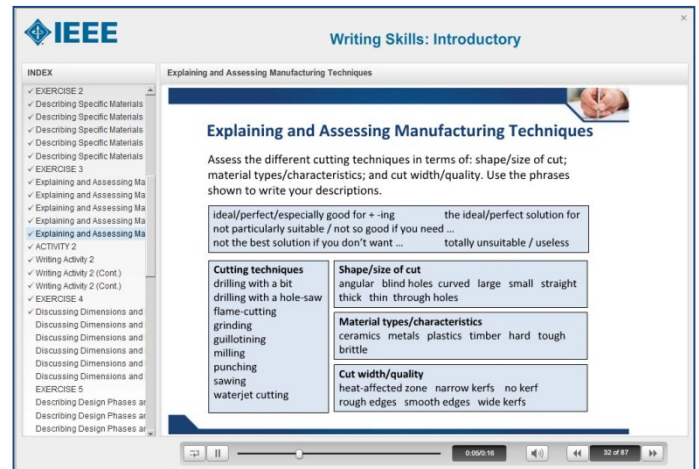 IEEE
Writing Skills: Introductory
INDEX
Explaining and Assessing Manufacturing Techniques
✓ EXERCISE 2
✓ Describing Specific Materials
✓ Describing Specific Materials
✓ Describing Specific Materials
✓ Describing Specific Materials
✓ Describing Specific Materials
✓ EXERCISE 3
✓ Explaining and Assessing Ma
✓ Explaining and Assessing Ma
✓ Explaining and Assessing Ma
✓ Explaining and Assessing Ma
✓ Explaining and Assessing Ma
✓ ACTIVITY 2
✓ Writing Activity 2
✓ Writing Activity 2 (Cont.)
✓ Writing Activity 2 (Cont.)
✓ EXERCISE 4
✓ Discussing Dimensions and
Discussing Dimensions and
Discussing Dimensions and
Discussing Dimensions and
Discussing Dimensions and
EXERCISE 5
Describing Design Phases ar
Describing Design Phases ar
Describing Design Phases ar
Explaining and Assessing Manufacturing Techniques
Assess the different cutting techniques in terms of: shape/size of cut;
material types/characteristics; and cut width/quality. Use the phrases
shown to write your descriptions.
ideal/perfect/especially good for + -ing the ideal/perfect solution for
not particularly suitable / not so good if you need ...
not the best solution if you don't want ... totally unsuitable / useless
Cutting techniques
drilling with a bit
drilling with a hole-saw
flame-cutting
grinding
guillotining
milling
punching
sawing
waterjet cutting
Shape/size of cut
angular blind holes curved large small straight
thick thin through holes
Material types/characteristics
ceramics metals plastics timber hard tough
brittle
Cut width/quality
heat-affected zone narrow kerfs no kerf
rough edges smooth edges wide kerfs
0:05/0:16
32 of 87